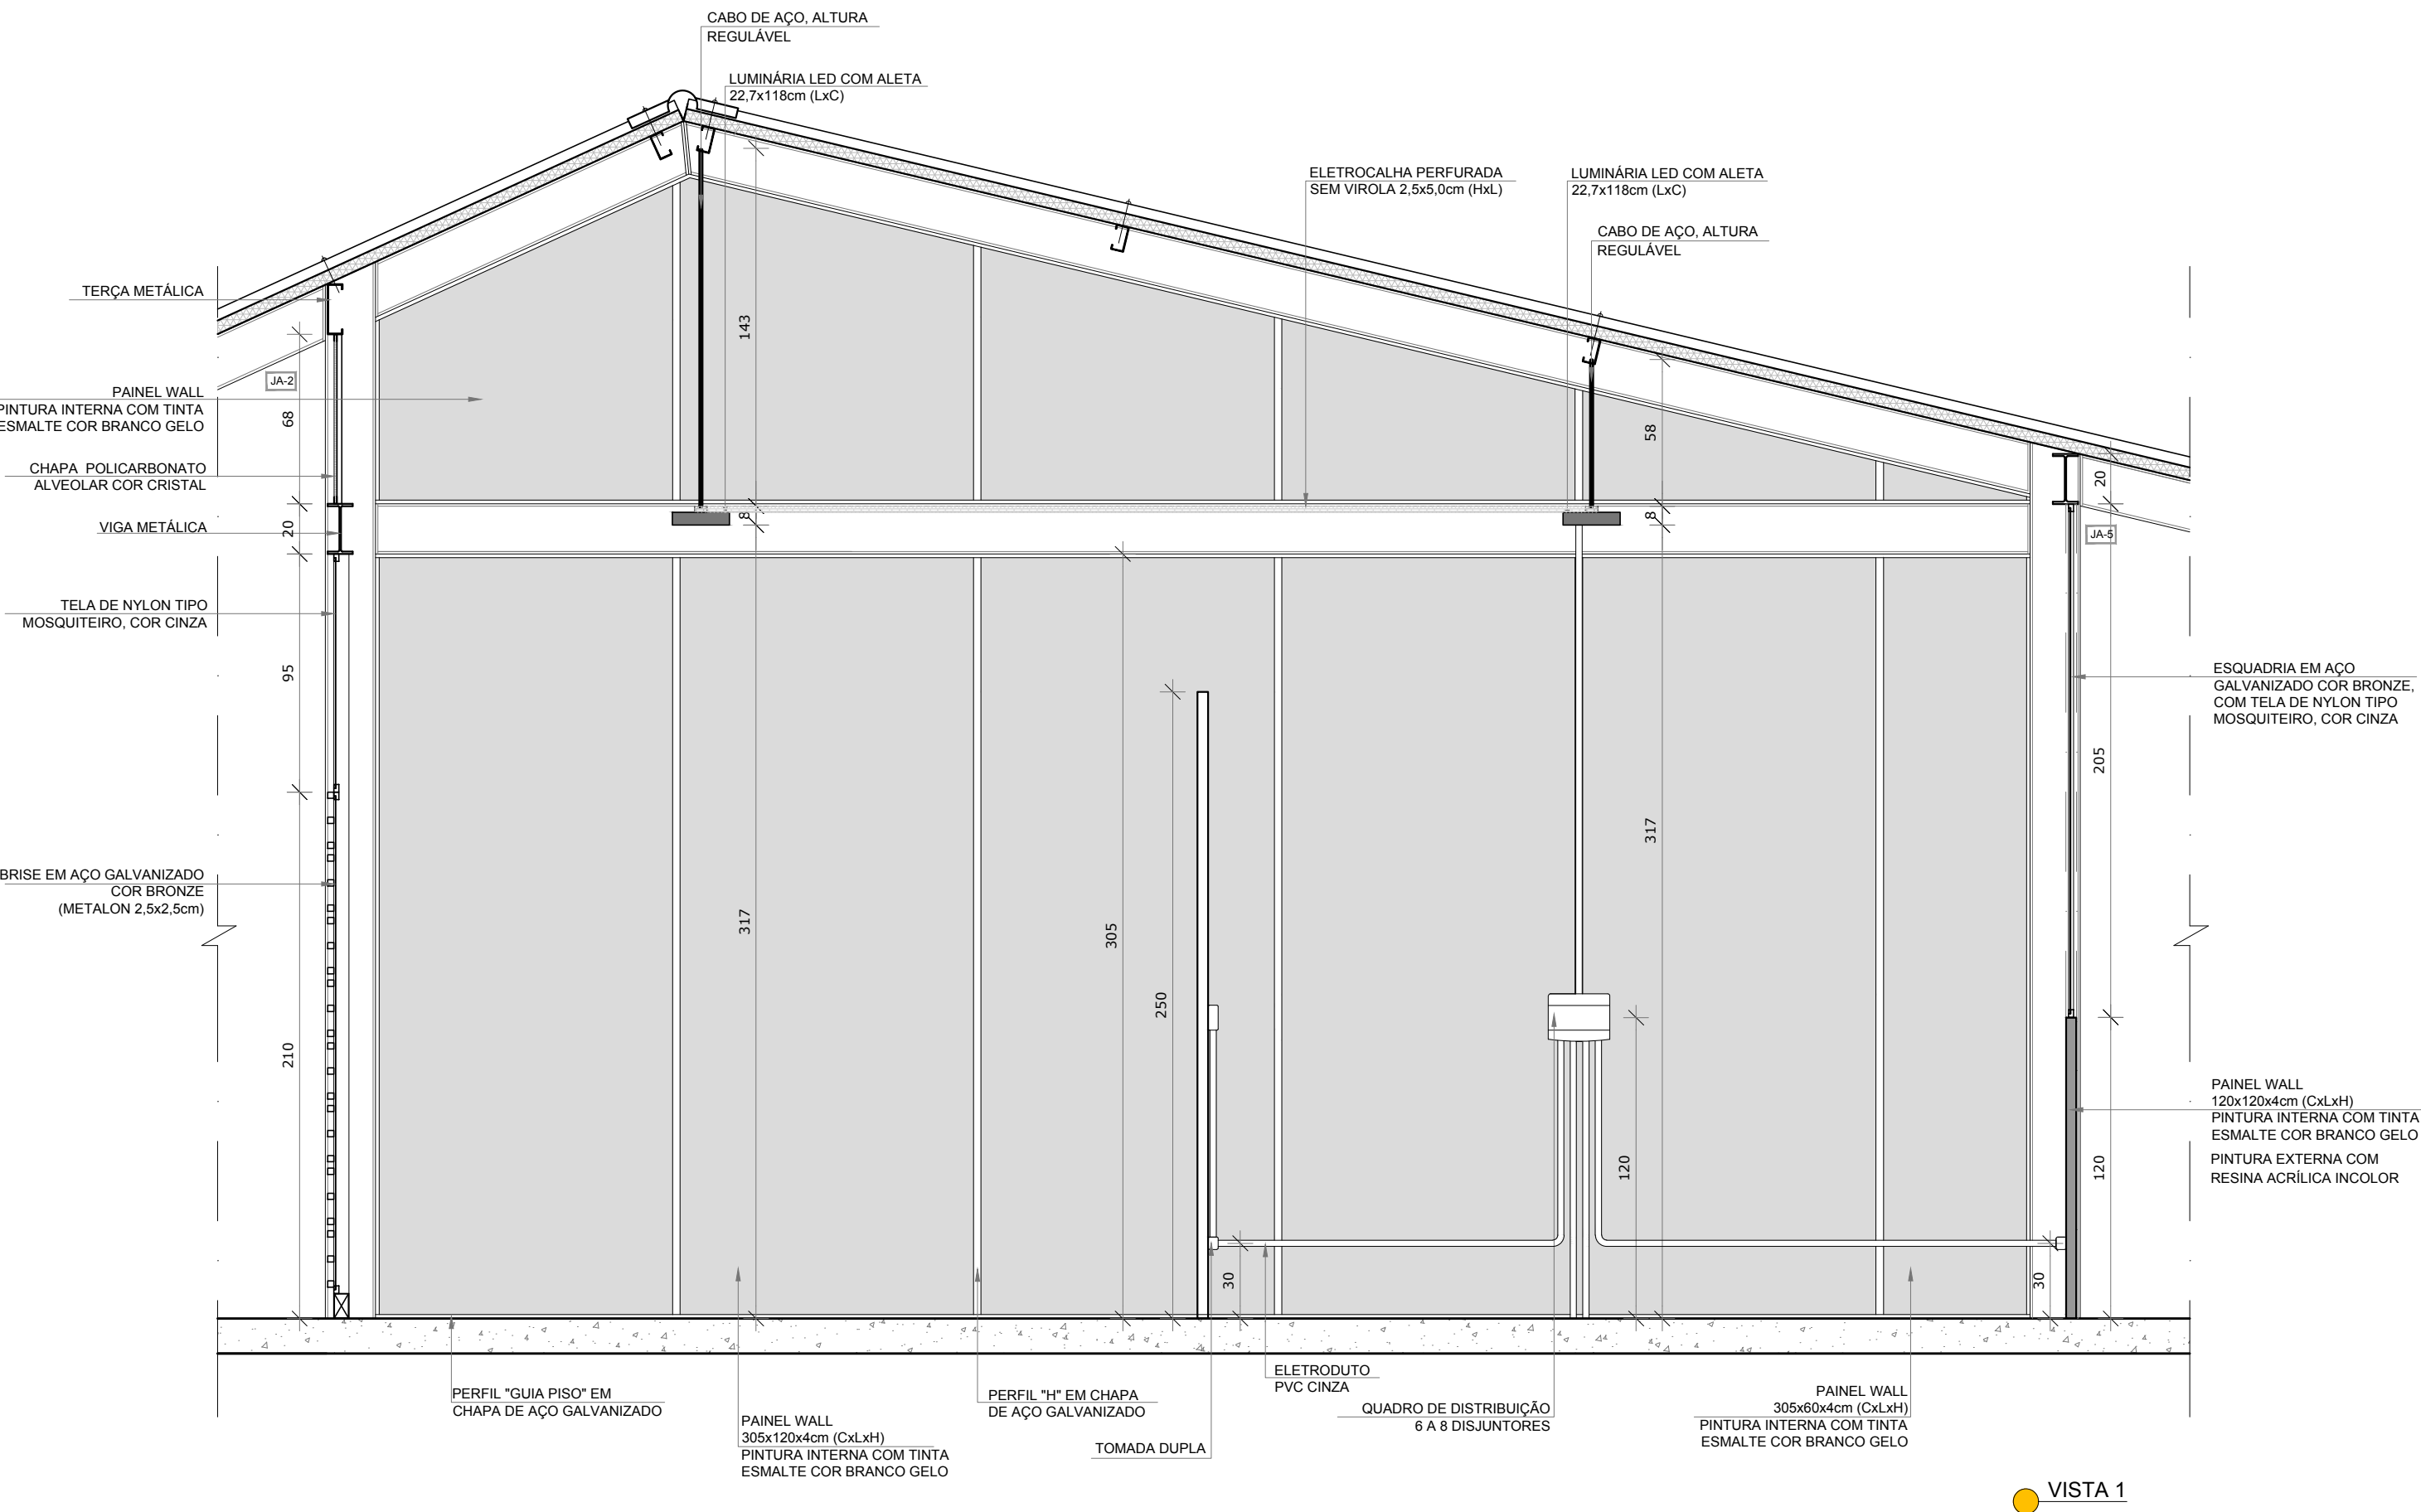 CABO DE AÇO, ALTURA
REGULÁVEL
LUMINÁRIA LED COM ALETA
22,7x118cm (LxC)
ELETROCALHA PERFURADA
SEM VIROLA 2,5x5,0cm (HxL)
LUMINÁRIA LED COM ALETA
22,7x118cm (LxC)
CABO DE AÇO, ALTURA
REGULÁVEL
TERÇA METÁLICA
JA-2
PAINEL WALL
PINTURA INTERNA COM TINTA
ESMALTE COR BRANCO GELO
CHAPA POLICARBONATO
ALVEOLAR COR CRISTAL
VIGA METÁLICA
TELA DE NYLON TIPO
MOSQUITEIRO, COR CINZA
BRISE EM AÇO GALVANIZADO
COR BRONZE
(METALON 2,5x2,5cm)
68
20
95
210
143
8
317
305
250
30
58
8
317
120
30
20
JA-5
205
120
ESQUADRIA EM AÇO
GALVANIZADO COR BRONZE,
COM TELA DE NYLON TIPO
MOSQUITEIRO, COR CINZA
PAINEL WALL
120x120x4cm (CxLxH)
PINTURA INTERNA COM TINTA
ESMALTE COR BRANCO GELO
PINTURA EXTERNA COM
RESINA ACRÍLICA INCOLOR
PERFIL "GUIA PISO" EM
CHAPA DE AÇO GALVANIZADO
PAINEL WALL
305x120x4cm (CxLxH)
PINTURA INTERNA COM TINTA
ESMALTE COR BRANCO GELO
PERFIL "H" EM CHAPA
DE AÇO GALVANIZADO
TOMADA DUPLA
ELETRODUTO
PVC CINZA
QUADRO DE DISTRIBUIÇÃO
6 A 8 DISJUNTORES
PAINEL WALL
305x60x4cm (CxLxH)
PINTURA INTERNA COM TINTA
ESMALTE COR BRANCO GELO
VISTA 1